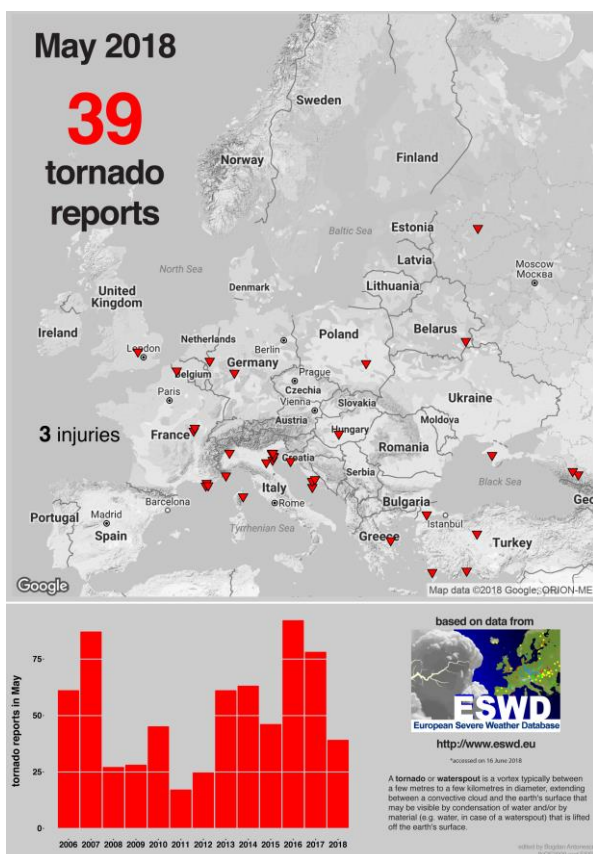 May 2018
39
tornado
reports
Sweden
Norway
Finland
Baltic Sea
Estonia
Latvia
Lithuania
Moscow
Москва
North Sea
Denmark
United
Kingdom
Ireland
London
Netherlands
Berlin
Poland
Belarus
Belgium
Germany
Prague
Czechia
Paris
Vienna
Slovakia
Ukraine
Austria
Moldova
Hungary
3 injuries
France
Croatia
Romania
Serbia
Italy
Rome
Black Sea
Bulgaria
Barcelona
Portugal
Madrid
Spain
Tyrrhenian Sea
Istanbul
Greece
Turkey
Google
Map data ©2018 Google, ORION-ME
tornado reports in May
75
50
25
0
2006 2007 2008 2009 2010 2011 2012 2013 2014 2015 2016 2017 2018
based on data from
ESWD
European Severe Weather Database
http://www.eswd.eu
*accessed on 16 June 2018
A tornado or waterspout is a vortex typically between
a few metres to a few kilometres in diameter, extending
between a convective cloud and the earth's surface that
may be visible by condensation of water and/or by
material (e.g. water, in case of a waterspout) that is lifted
off the earth's surface.
edited by Bogdan